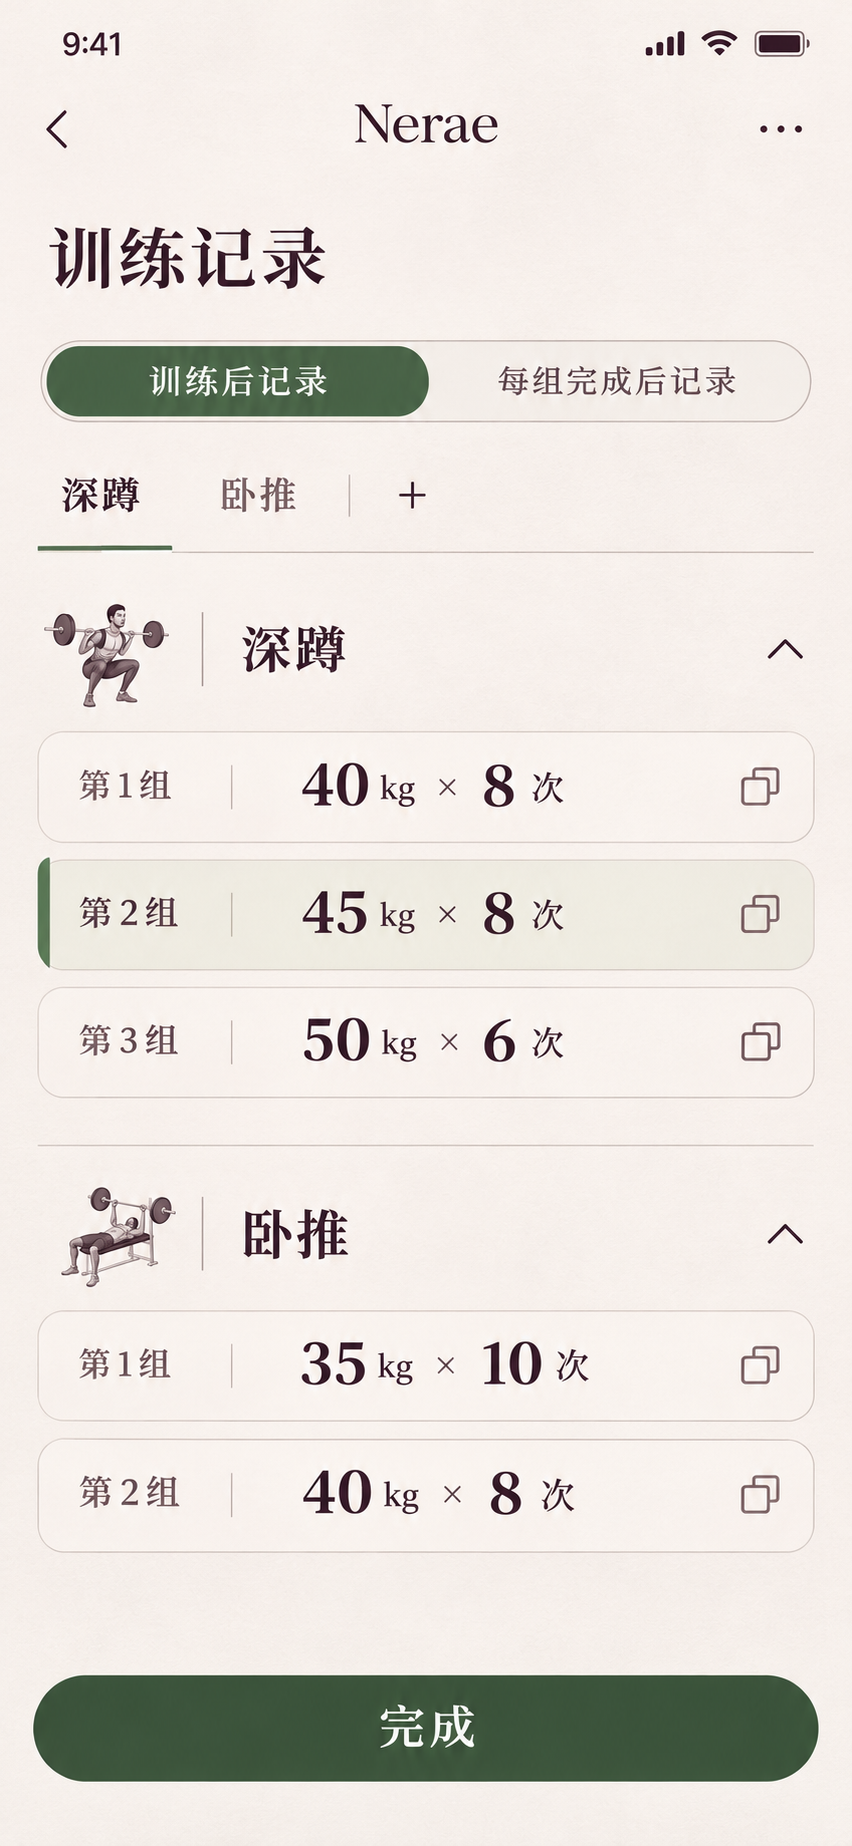 9:41
Nerae
训练记录
训练后记录 每组完成后记录
深蹲 卧推 +
深蹲
第1组 40 kg × 8 次
第2组 45 kg × 8 次
第3组 50 kg × 6 次
卧推
第1组 35 kg × 10 次
第2组 40 kg × 8 次
完成